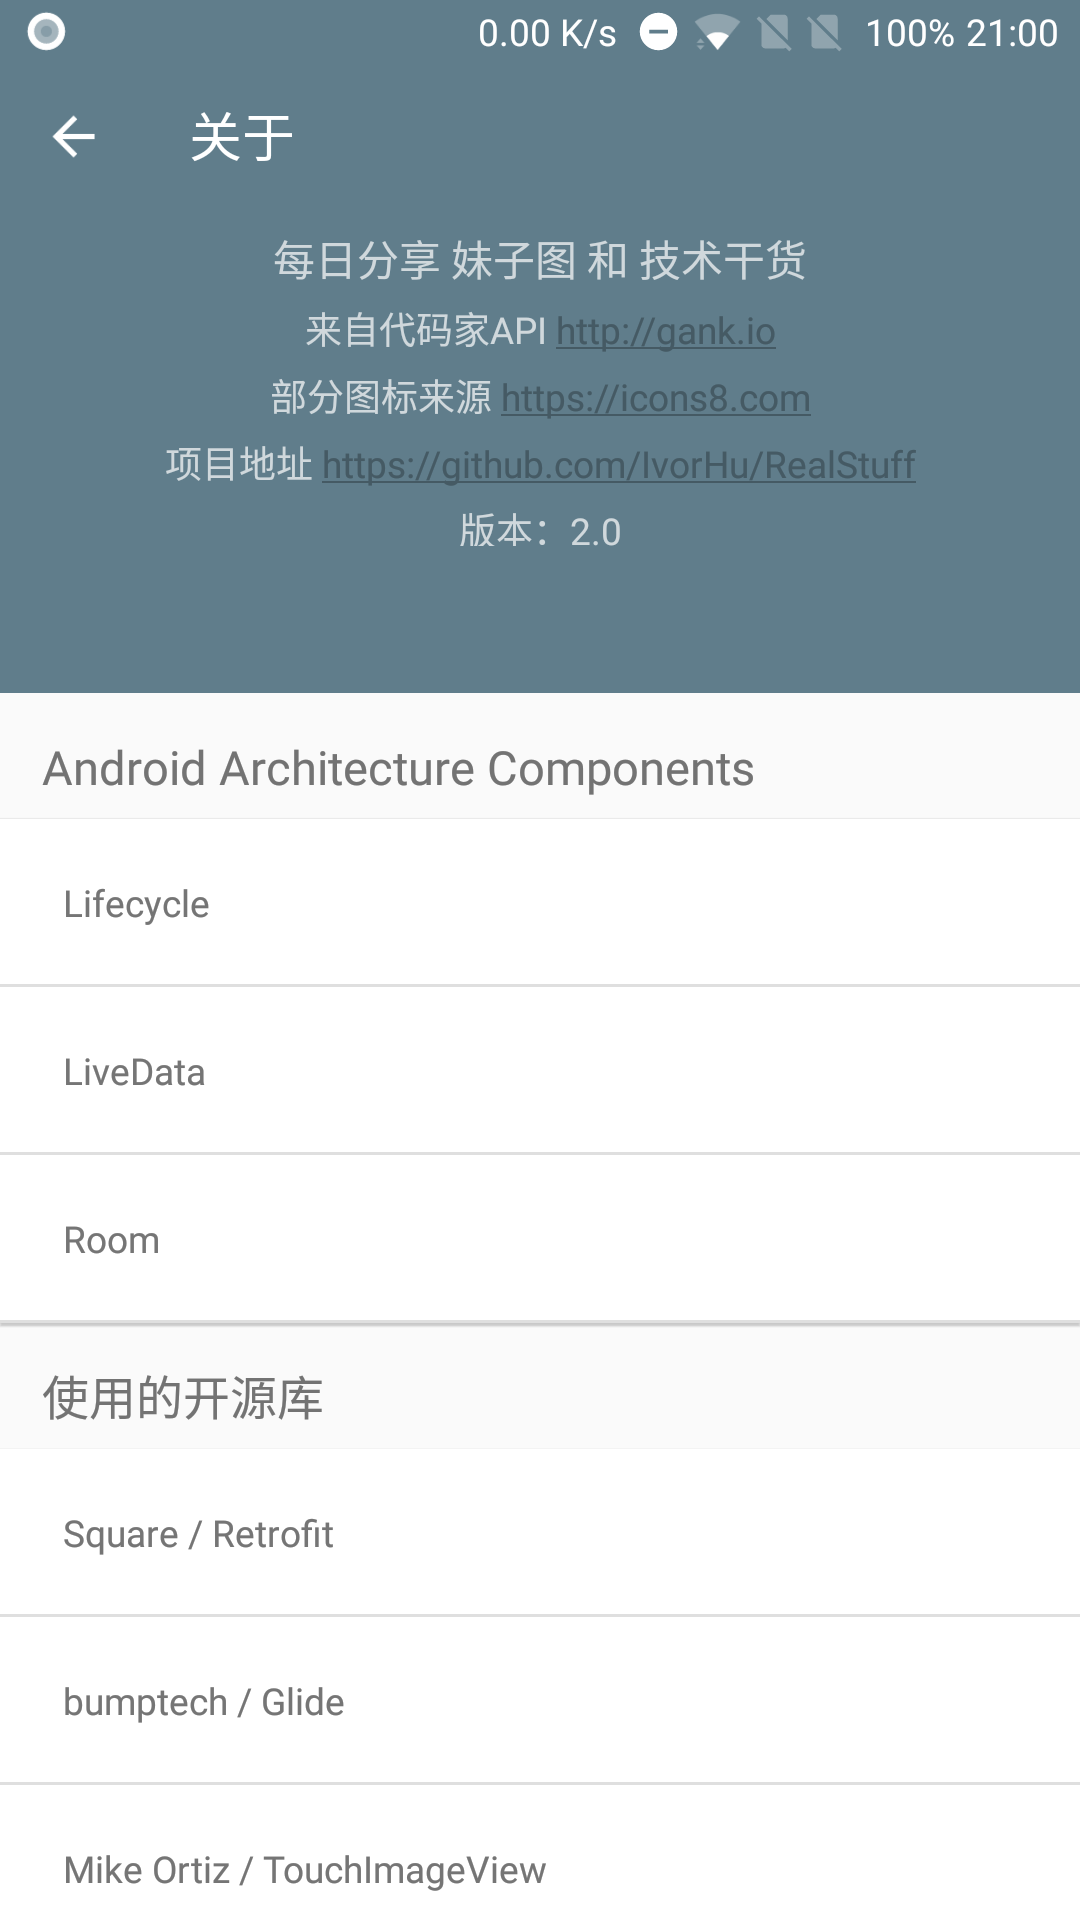 0.00 K/s 100% 21:00
关于
每日分享 妹子图 和 技术干货
来自代码家API http://gank.io
部分图标来源 https://icons8.com
项目地址 https://github.com/IvorHu/RealStuff
版本：2.0
Android Architecture Components
Lifecycle
LiveData
Room
使用的开源库
Square / Retrofit
bumptech / Glide
Mike Ortiz / TouchImageView